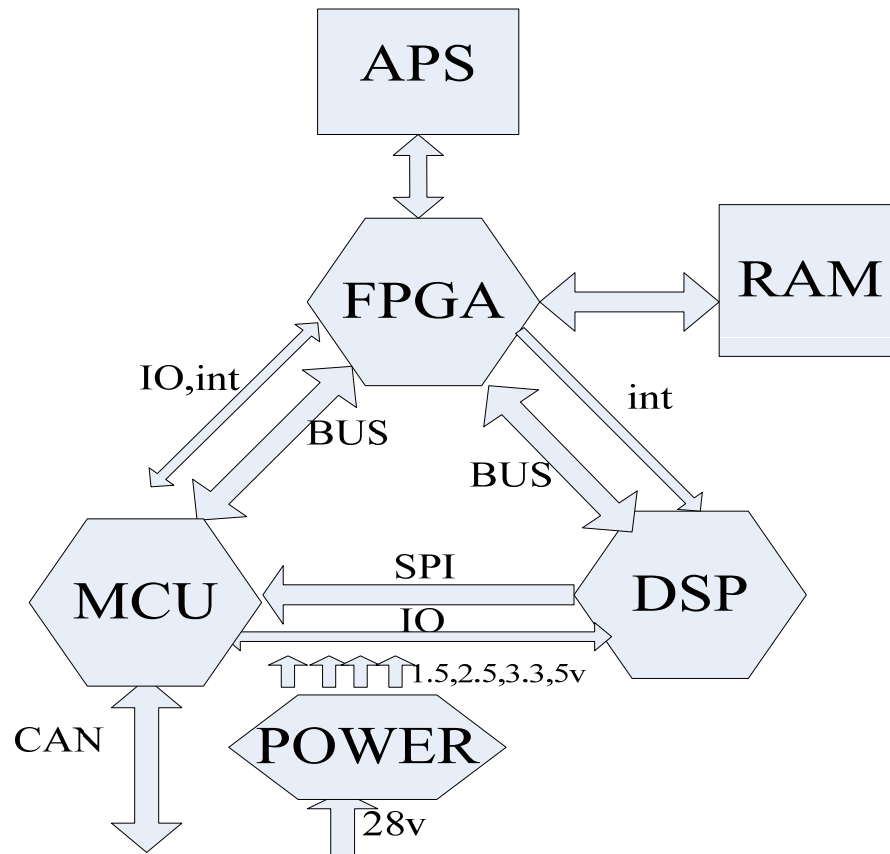 APS
RAM
FPGA
IO,int
int
BUS
BUS
SPI
MCU
DSP
IO
1.5,2.5,3.3,5v
CAN
POWER
28v